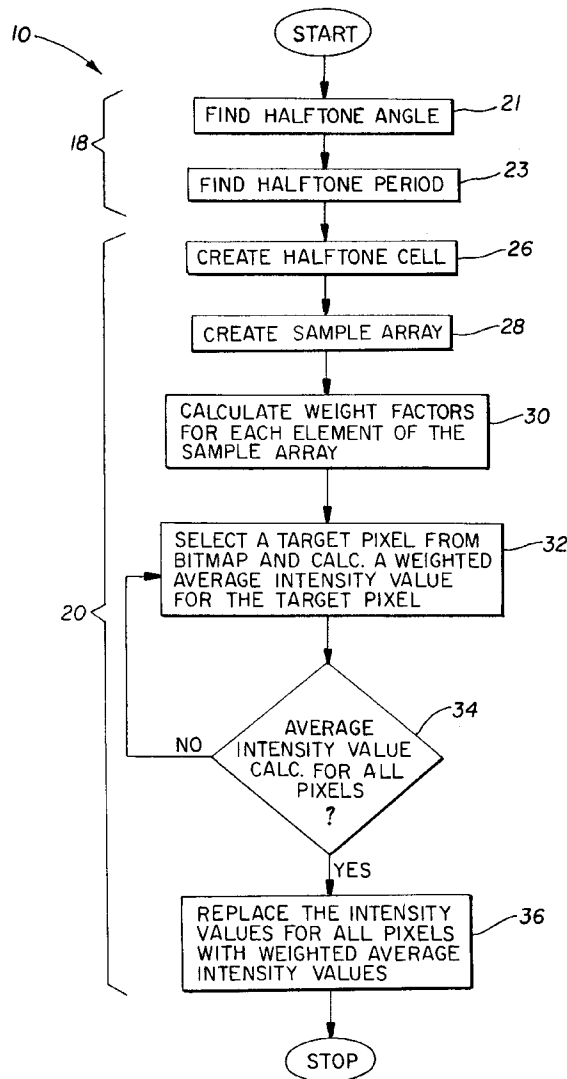 10
START
FIND HALFTONE ANGLE
21
18
FIND HALFTONE PERIOD
23
CREATE HALFTONE CELL
26
CREATE SAMPLE ARRAY
28
CALCULATE WEIGHT FACTORS
FOR EACH ELEMENT OF THE
SAMPLE ARRAY
30
SELECT A TARGET PIXEL FROM
BITMAP AND CALC. A WEIGHTED
AVERAGE INTENSITY VALUE
FOR THE TARGET PIXEL
32
20
AVERAGE
INTENSITY VALUE
CALC. FOR ALL
PIXELS
?
34
NO
YES
REPLACE THE INTENSITY
VALUES FOR ALL PIXELS
WITH WEIGHTED AVERAGE
INTENSITY VALUES
36
STOP